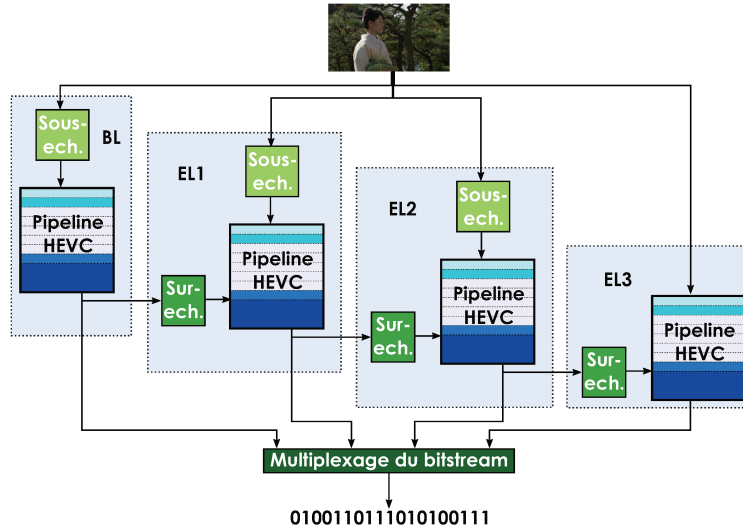 Sous-
ech.
BL
Pipeline
HEVC
EL1
Sous-
ech.
Sur-
ech.
Pipeline
HEVC
EL2
Sous-
ech.
Sur-
ech.
Pipeline
HEVC
EL3
Sur-
ech.
Pipeline
HEVC
Multiplexage du bitstream
0100110111010100111